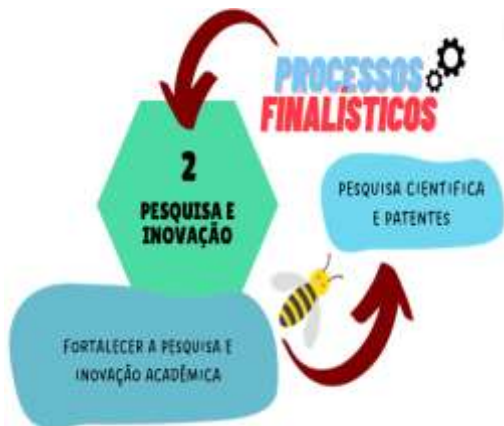 PROCESSOS
FINALÍSTICOS
2
PESQUISA E
INOVAÇÃO
PESQUISA CIENTIFICA
E PATENTES
FORTALECER A PESQUISA E
INOVAÇÃO ACADÊMICA